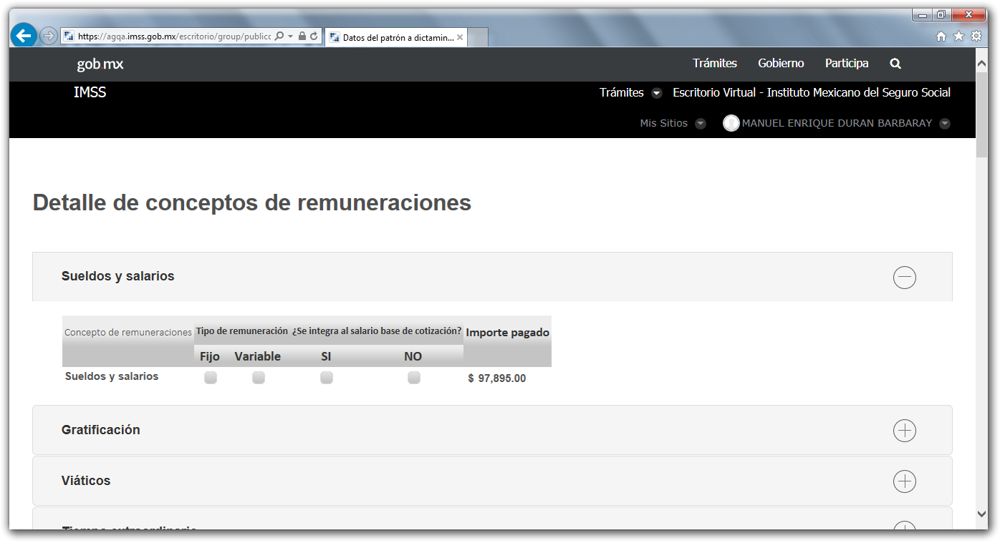 https://agqa.imss.gob.mx/escritorio/group/public
Datos del patrón a dictamin...
gob.mx
Trámites Gobierno Participa
IMSS
Trámites Escritorio Virtual - Instituto Mexicano del Seguro Social
Mis Sitios MANUEL ENRIQUE DURAN BARBARAY
Detalle de conceptos de remuneraciones
Sueldos y salarios
Concepto de remuneraciones Tipo de remuneración ¿Se integra al salario base de cotización? Importe pagado
Fijo Variable SI NO
Sueldos y salarios $ 97,895.00
Gratificación
Viáticos
Tiempo extraordinario